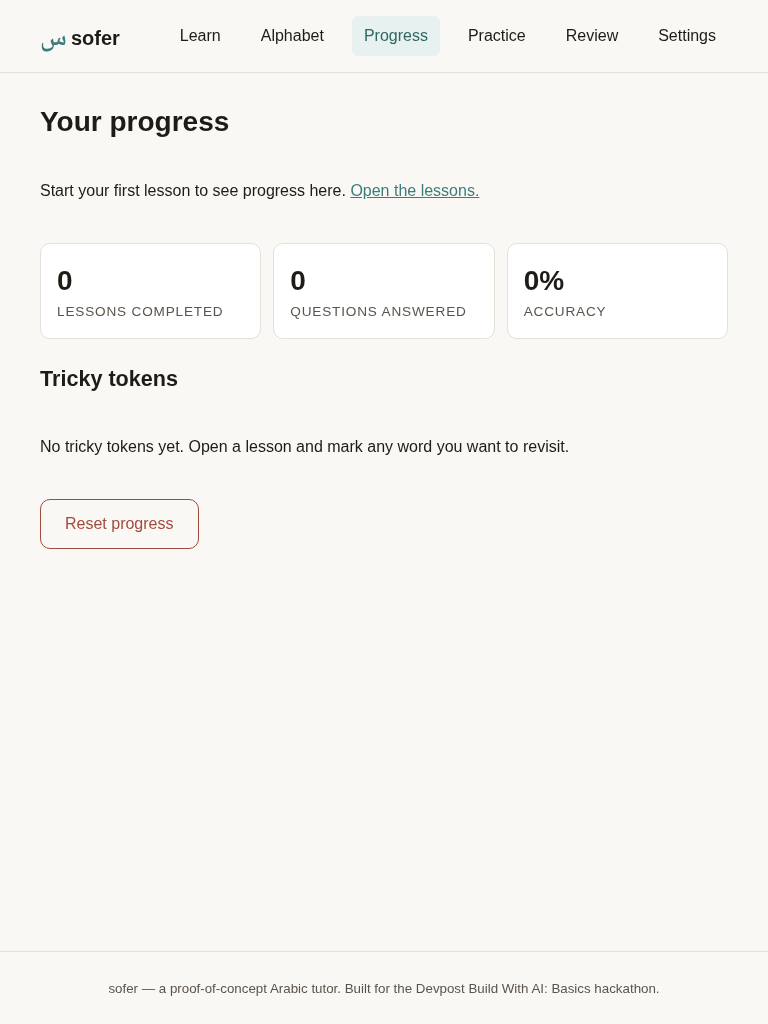 س sofer
Learn
Alphabet
Progress
Practice
Review
Settings
Your progress
Start your first lesson to see progress here. Open the lessons.
0
LESSONS COMPLETED
0
QUESTIONS ANSWERED
0%
ACCURACY
Tricky tokens
No tricky tokens yet. Open a lesson and mark any word you want to revisit.
Reset progress
sofer — a proof-of-concept Arabic tutor. Built for the Devpost Build With AI: Basics hackathon.